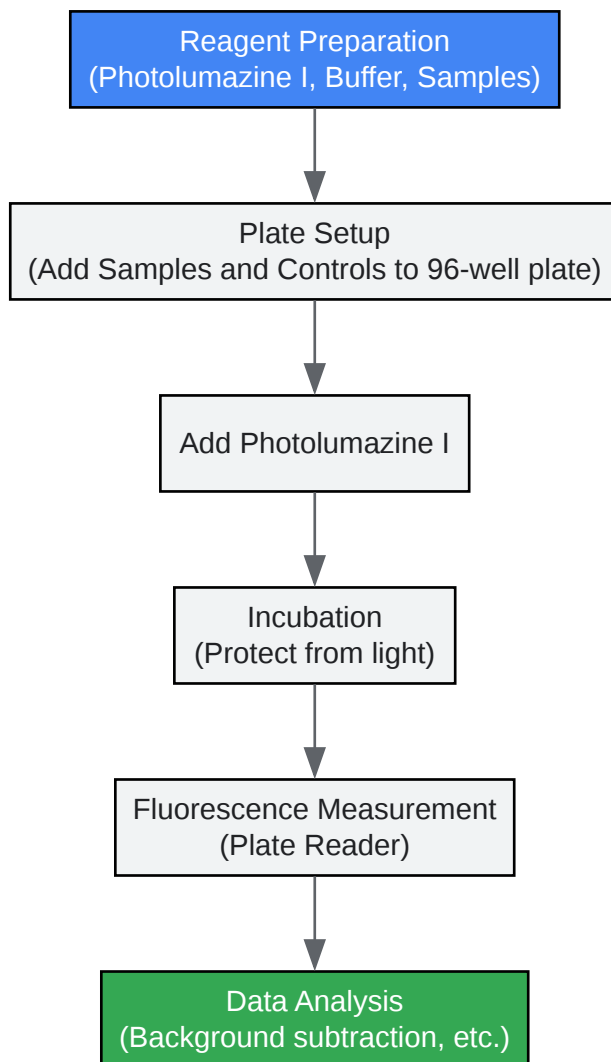 Reagent Preparation
(Photolumazine I, Buffer, Samples)
Plate Setup
(Add Samples and Controls to 96-well plate)
Add Photolumazine I
Incubation
(Protect from light)
Fluorescence Measurement
(Plate Reader)
Data Analysis
(Background subtraction, etc.)